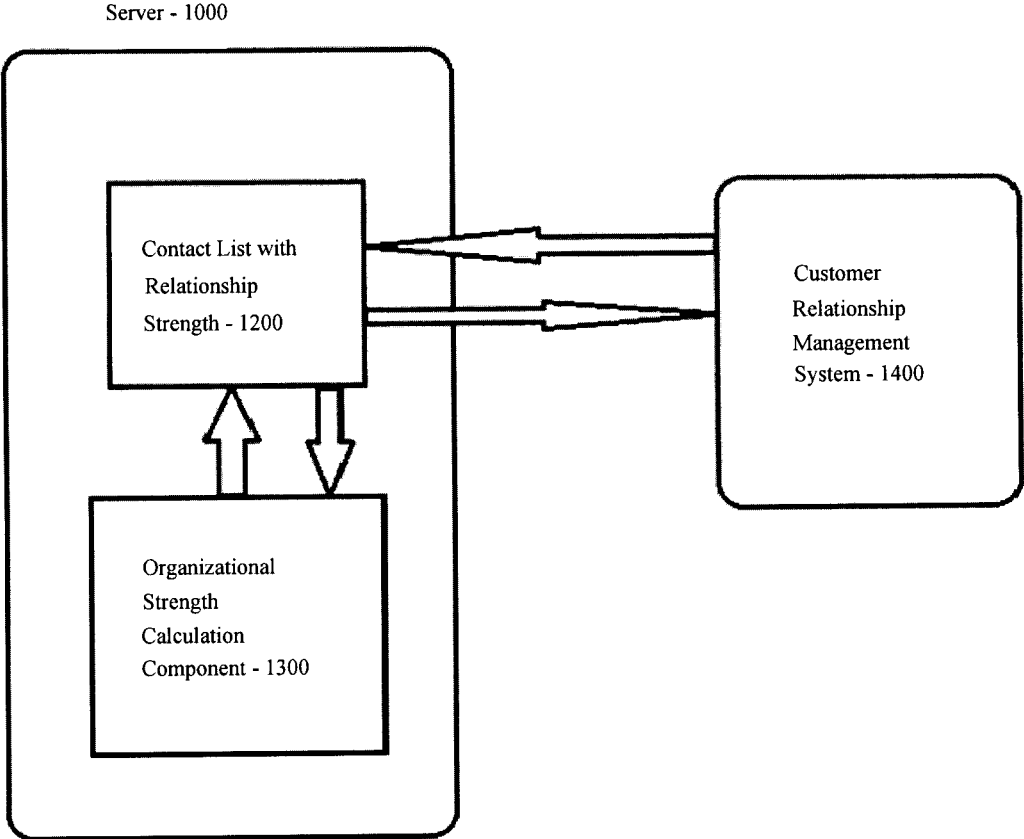 Server - 1000
Contact List with
Relationship
Strength - 1200
Customer
Relationship
Management
System - 1400
Organizational
Strength
Calculation
Component - 1300